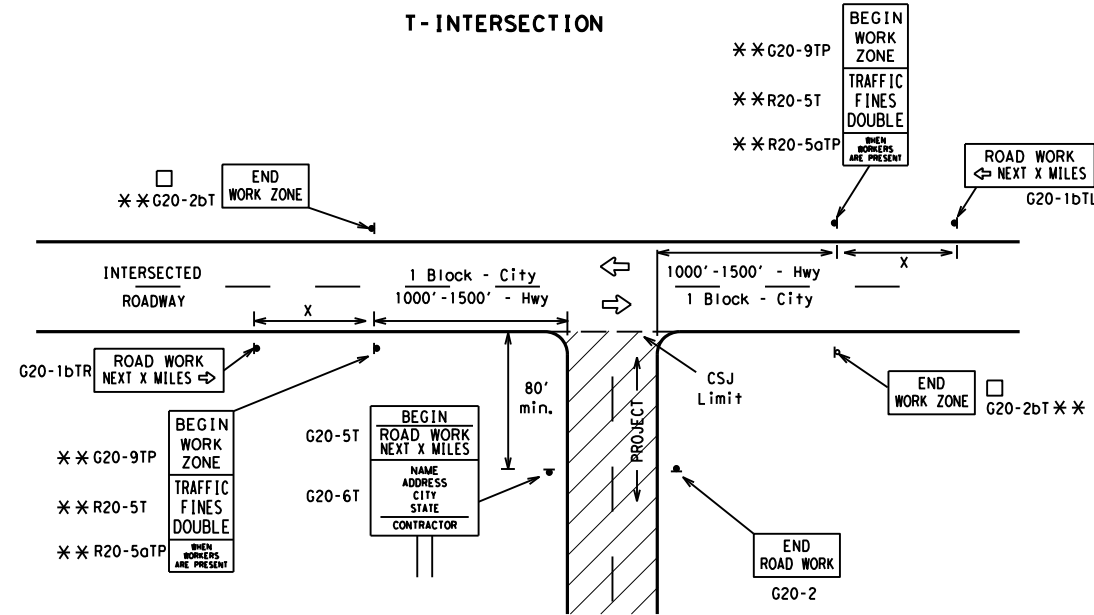 T-INTERSECTION
BEGIN
WORK
ZONE
TRAFFIC
FINES
DOUBLE
WHEN
WORKERS
ARE PRESENT
**G20-9TP
**R20-5T
**R20-5aTP
ROAD WORK
⇦ NEXT X MILES
G20-1bTL
END
WORK ZONE
□
**G20-2bT
INTERSECTED
ROADWAY
1 Block - City
1000'-1500' - Hwy
X
1000'-1500' - Hwy
1 Block - City
X
G20-1bTR
ROAD WORK
NEXT X MILES ⇨
80'
min.
CSJ
Limit
PROJECT
END
WORK ZONE
□
G20-2bT **
**G20-9TP
**R20-5T
**R20-5aTP
BEGIN
WORK
ZONE
TRAFFIC
FINES
DOUBLE
WHEN
WORKERS
ARE PRESENT
G20-5T
G20-6T
BEGIN
ROAD WORK
NEXT X MILES
NAME
ADDRESS
CITY
STATE
CONTRACTOR
END
ROAD WORK
G20-2